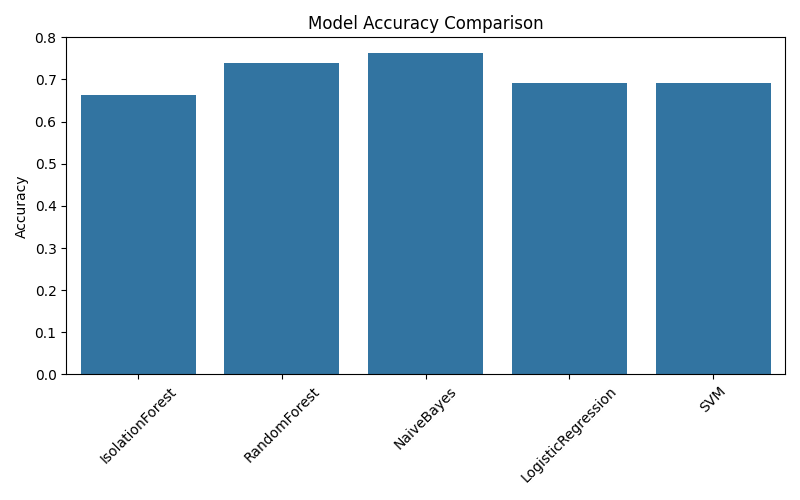 Model Accuracy Comparison
Accuracy
0.8
0.7
0.6
0.5
0.4
0.3
0.2
0.1
0.0
IsolationForest
RandomForest
NaiveBayes
LogisticRegression
SVM